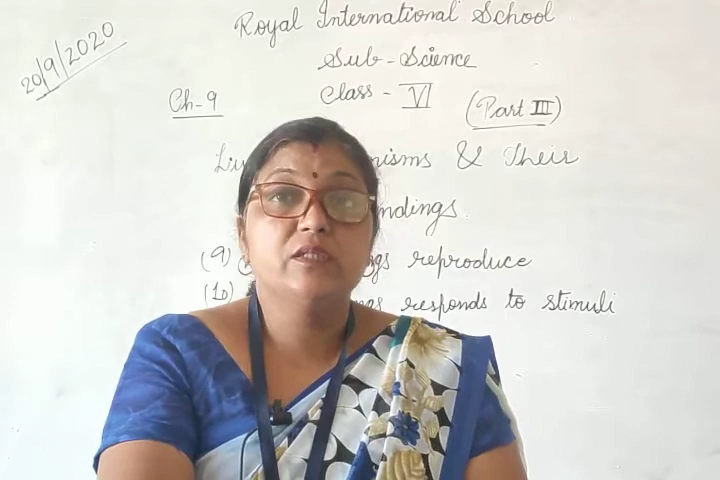 20/9/2020
Royal International School
Sub-Science
Ch-9 Class - VI (Part III)
& Their
(9) reproduce
(10) responds to stimuli